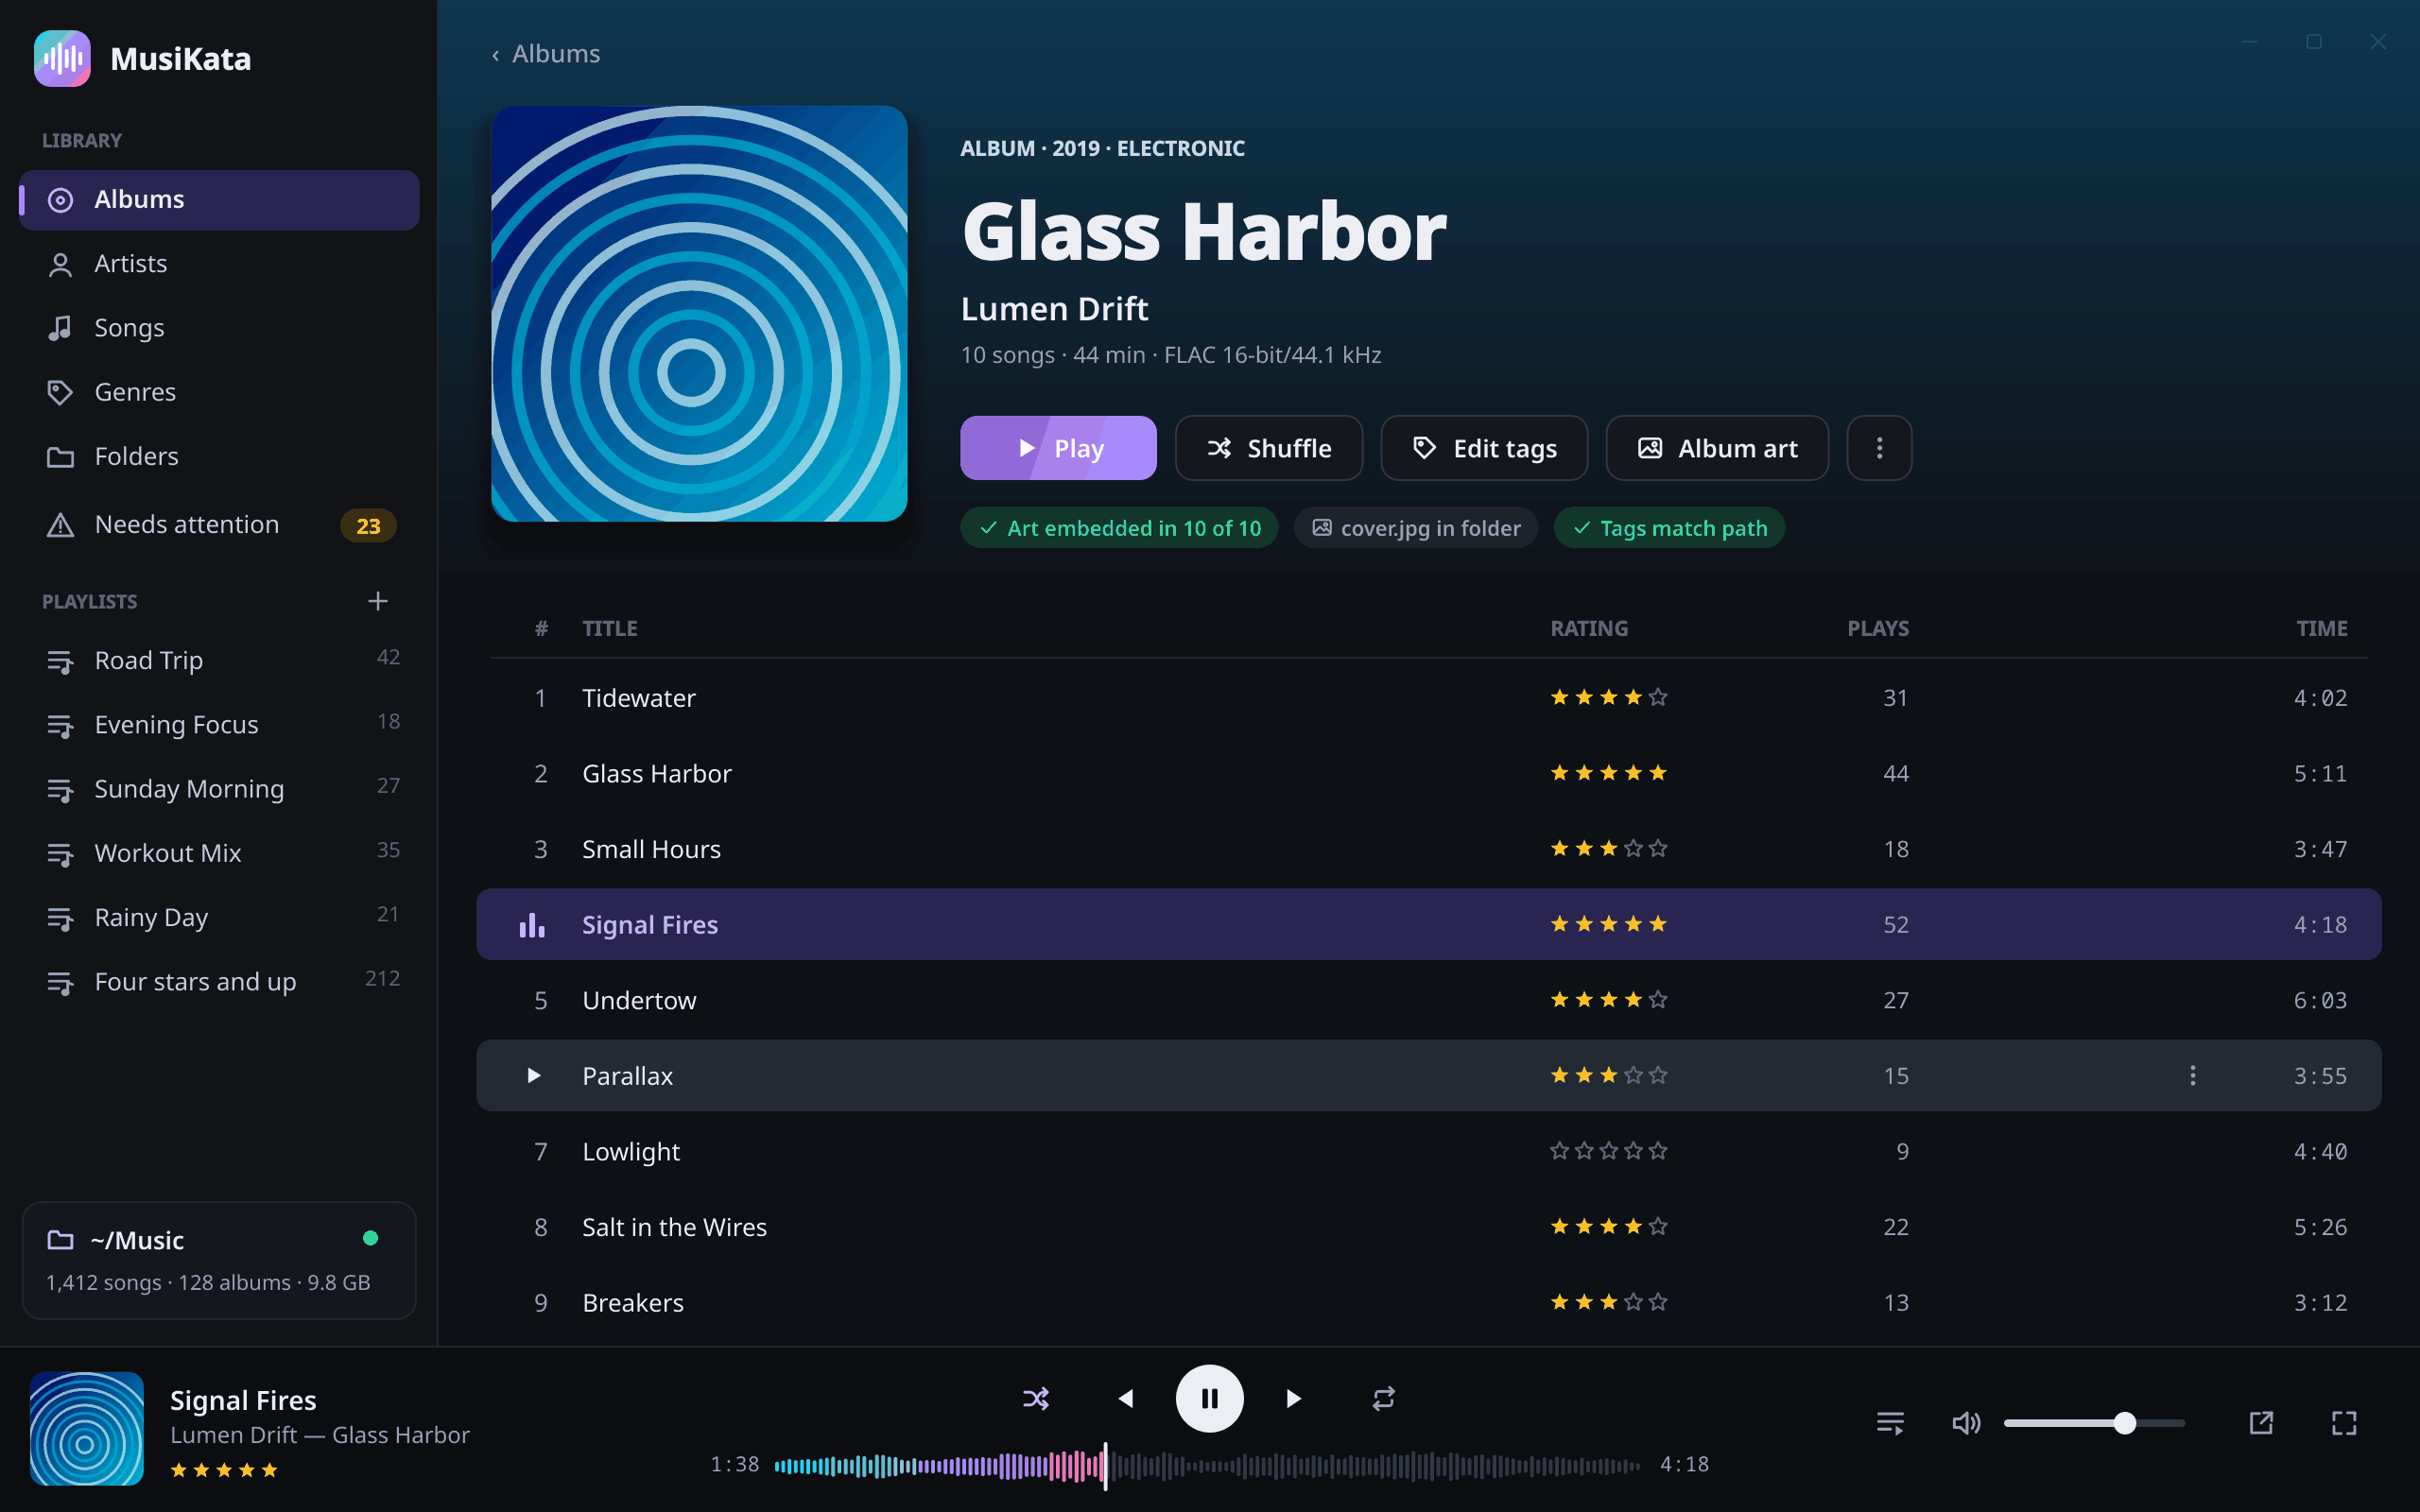 MusiKata
LIBRARY
Albums
Artists
Songs
Genres
Folders
Needs attention 23
PLAYLISTS
Road Trip 42
Evening Focus 18
Sunday Morning 27
Workout Mix 35
Rainy Day 21
Four stars and up 212
~/Music
1,412 songs · 128 albums · 9.8 GB
‹ Albums
ALBUM · 2019 · ELECTRONIC
Glass Harbor
Lumen Drift
10 songs · 44 min · FLAC 16-bit/44.1 kHz
Play Shuffle Edit tags Album art
Art embedded in 10 of 10 cover.jpg in folder Tags match path
# TITLE RATING PLAYS TIME
1 Tidewater 31 4:02
2 Glass Harbor 44 5:11
3 Small Hours 18 3:47
Signal Fires 52 4:18
5 Undertow 27 6:03
Parallax 15 3:55
7 Lowlight 9 4:40
8 Salt in the Wires 22 5:26
9 Breakers 13 3:12
Signal Fires
Lumen Drift — Glass Harbor
1:38 4:18